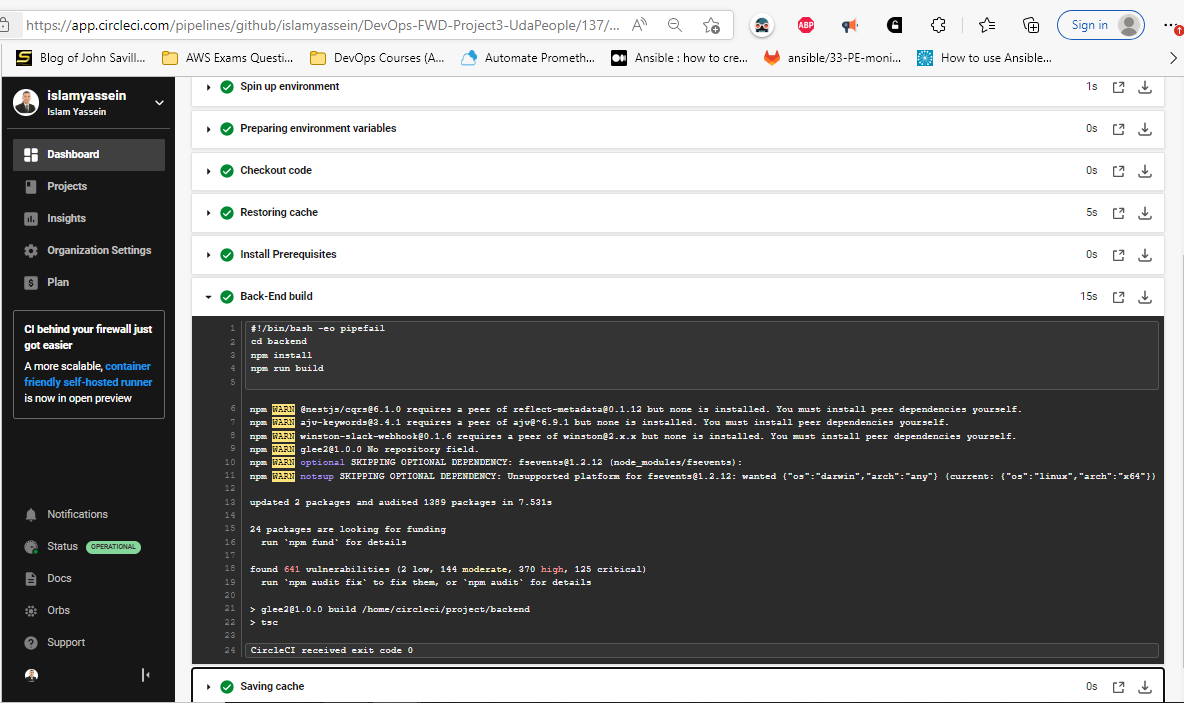 https://app.circleci.com/pipelines/github/islamyassein/DevOps-FWD-Project3-UdaPeople/137/...
ABP
Sign in
Blog of John Savill...
AWS Exams Questi...
DevOps Courses (A...
Automate Prometh...
Ansible : how to cre...
ansible/33-PE-moni...
How to use Ansible...
islamyassein
Islam Yassein
Dashboard
Projects
Insights
Organization Settings
Plan
CI behind your firewall just
got easier
A more scalable, container
friendly self-hosted runner
is now in open preview
Notifications
Status OPERATIONAL
Docs
Orbs
Support
Spin up environment 1s
Preparing environment variables 0s
Checkout code 0s
Restoring cache 5s
Install Prerequisites 0s
Back-End build 15s
1 #!/bin/bash -eo pipefail
2 cd backend
3 npm install
4 npm run build
5
6 npm WARN @nestjs/cqrs@6.1.0 requires a peer of reflect-metadata@0.1.12 but none is installed. You must install peer dependencies yourself.
7 npm WARN ajv-keywords@3.4.1 requires a peer of ajv@^6.9.1 but none is installed. You must install peer dependencies yourself.
8 npm WARN winston-slack-webhook@0.1.6 requires a peer of winston@2.x.x but none is installed. You must install peer dependencies yourself.
9 npm WARN glee2@1.0.0 No repository field.
10 npm WARN optional SKIPPING OPTIONAL DEPENDENCY: fsevents@1.2.12 (node_modules/fsevents):
11 npm WARN notsup SKIPPING OPTIONAL DEPENDENCY: Unsupported platform for fsevents@1.2.12: wanted {"os":"darwin","arch":"any"} (current: {"os":"linux","arch":"x64"})
12
13 updated 2 packages and audited 1389 packages in 7.531s
14
15 24 packages are looking for funding
16 run `npm fund` for details
17
18 found 641 vulnerabilities (2 low, 144 moderate, 370 high, 125 critical)
19 run `npm audit fix` to fix them, or `npm audit` for details
20
21 > glee2@1.0.0 build /home/circleci/project/backend
22 > tsc
23
24 CircleCI received exit code 0
Saving cache 0s